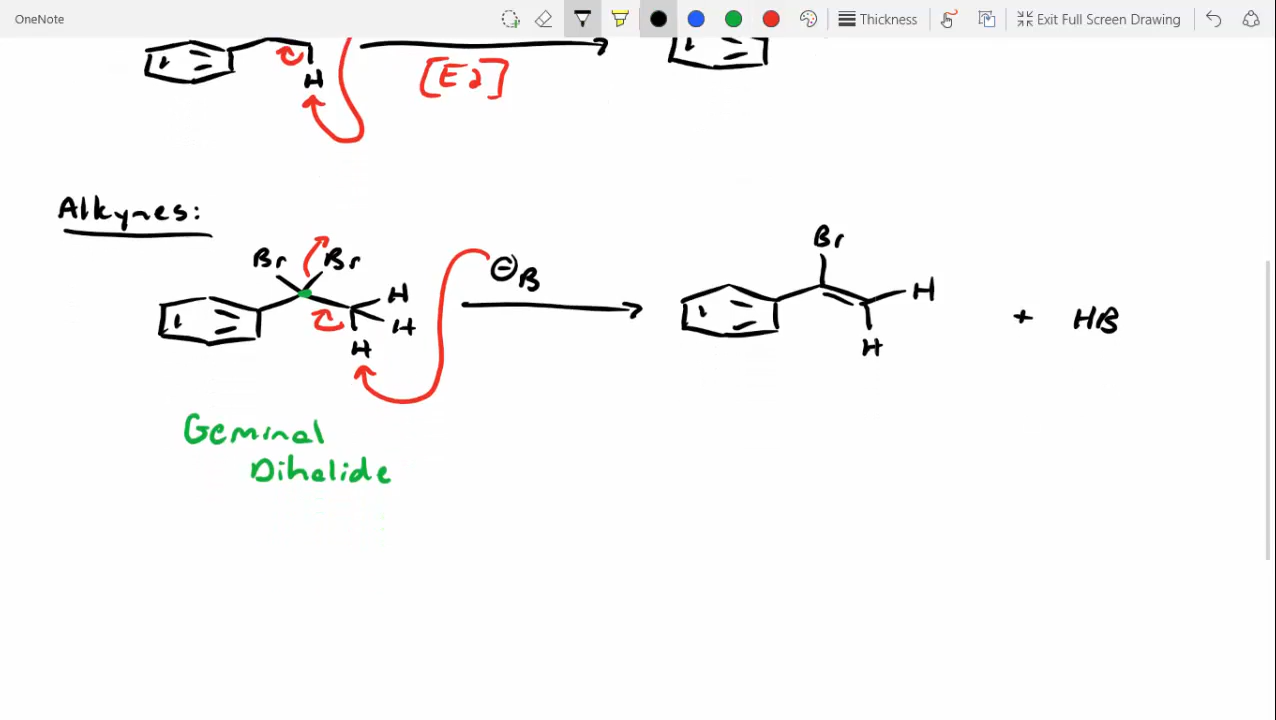 OneNote
Thickness
Exit Full Screen Drawing
H
[E2]
Alkynes:
Br Br
⊖B
H
H
H
Br
H
H
+ HB
Geminal
Dihalide